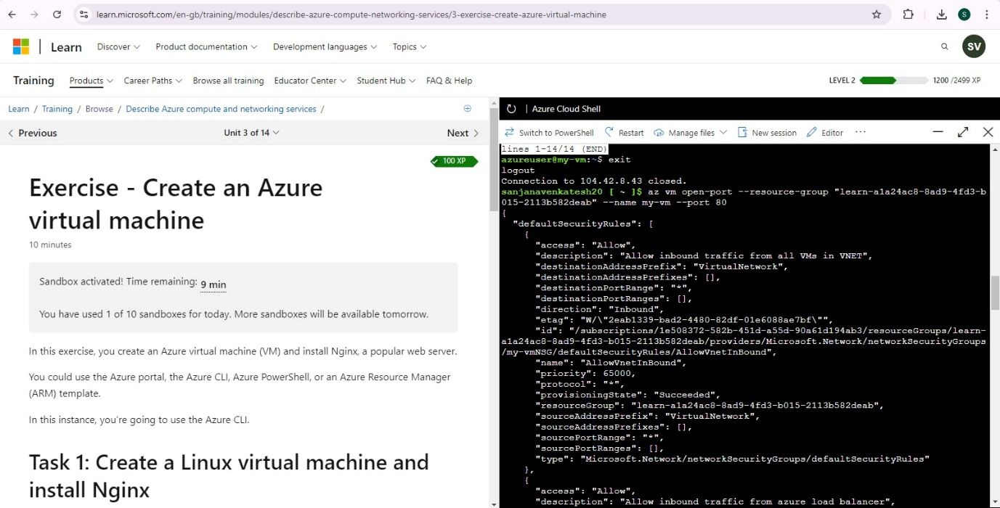 learn.microsoft.com/en-gb/training/modules/describe-azure-compute-networking-services/3-exercise-create-azure-virtual-machine
S
Learn Discover Product documentation Development languages Topics
SV
Training Products Career Paths Browse all training Educator Center Student Hub FAQ & Help
LEVEL 2 1200 /2499 XP
Learn / Training / Browse / Describe Azure compute and networking services /
Previous Unit 3 of 14 Next
100 XP
Exercise - Create an Azure
virtual machine
10 minutes
Sandbox activated! Time remaining: 9 min
You have used 1 of 10 sandboxes for today. More sandboxes will be available tomorrow.
In this exercise, you create an Azure virtual machine (VM) and install Nginx, a popular web server.
You could use the Azure portal, the Azure CLI, Azure PowerShell, or an Azure Resource Manager
(ARM) template.
In this instance, you're going to use the Azure CLI.
Task 1: Create a Linux virtual machine and
install Nginx
Azure Cloud Shell
Switch to PowerShell Restart Manage files New session Editor ···
lines 1-14/14 (END)
azureuser@my-vm:~$ exit
logout
Connection to 104.42.8.43 closed.
sanjanavenkatesh20 [ ~ ]$ az vm open-port --resource-group "learn-a1a24ac8-8ad9-4fd3-b
015-2113b582deab" --name my-vm --port 80
{
"defaultSecurityRules": [
{
"access": "Allow",
"description": "Allow inbound traffic from all VMs in VNET",
"destinationAddressPrefix": "VirtualNetwork",
"destinationAddressPrefixes": [],
"destinationPortRange": "*",
"destinationPortRanges": [],
"direction": "Inbound",
"etag": "W/\"2eab1339-bad2-4480-82df-01e6088ae7bf\"",
"id": "/subscriptions/1e508372-582b-451d-a55d-90a61d194ab3/resourceGroups/learn-
a1a24ac8-8ad9-4fd3-b015-2113b582deab/providers/Microsoft.Network/networkSecurityGroups
/my-vmNSG/defaultSecurityRules/AllowVnetInBound",
"name": "AllowVnetInBound",
"priority": 65000,
"protocol": "*",
"provisioningState": "Succeeded",
"resourceGroup": "learn-a1a24ac8-8ad9-4fd3-b015-2113b582deab",
"sourceAddressPrefix": "VirtualNetwork",
"sourceAddressPrefixes": [],
"sourcePortRange": "*",
"sourcePortRanges": [],
"type": "Microsoft.Network/networkSecurityGroups/defaultSecurityRules"
},
{
"access": "Allow",
"description": "Allow inbound traffic from azure load balancer",